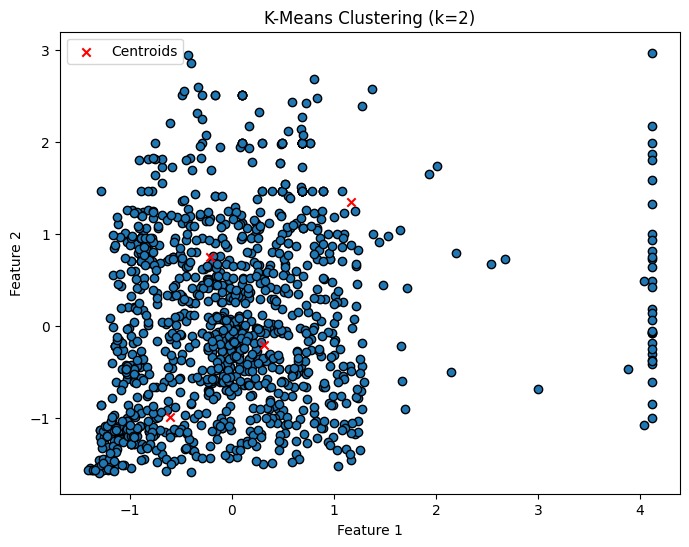 K-Means Clustering (k=2)
Centroids
3
2
1
0
−1
Feature 2
−1 0 1 2 3 4
Feature 1